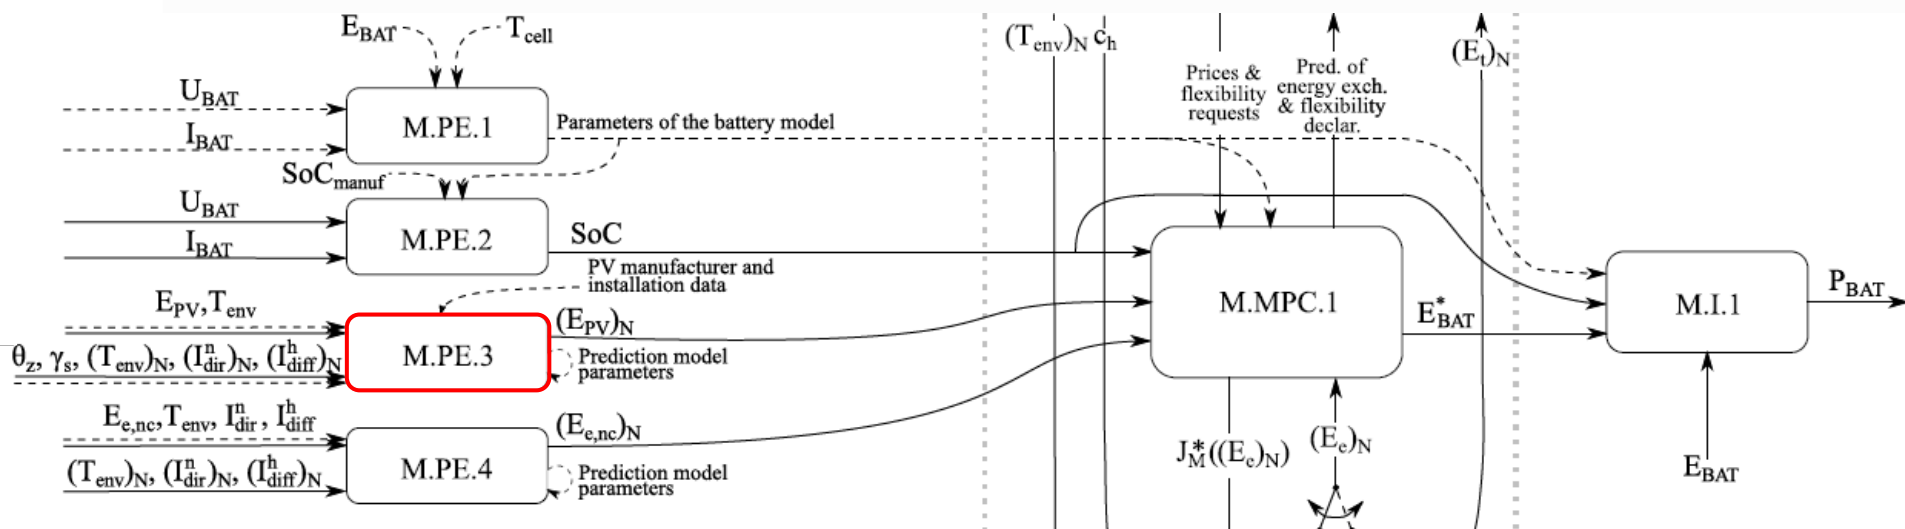 E_BAT
T_cell
U_BAT
I_BAT
M.PE.1
Parameters of the battery model
SoC_manuf
U_BAT
I_BAT
M.PE.2
SoC
PV manufacturer and
installation data
E_PV,T_env
θ_z, γ_s, (T_env)_N, (I^n_dir)_N, (I^h_diff)_N
M.PE.3
(E_PV)_N
Prediction model
parameters
E_e,nc,T_env, I^n_dir, I^h_diff
(T_env)_N, (I^n_dir)_N, (I^h_diff)_N
M.PE.4
(E_e,nc)_N
Prediction model
parameters
(T_env)_N c_h
Prices &
flexibility
requests
Pred. of
energy exch.
& flexibility
declar.
(E_t)_N
M.MPC.1
E*_BAT
J*_M((E_e)_N)
(E_e)_N
M.I.1
P_BAT
E_BAT